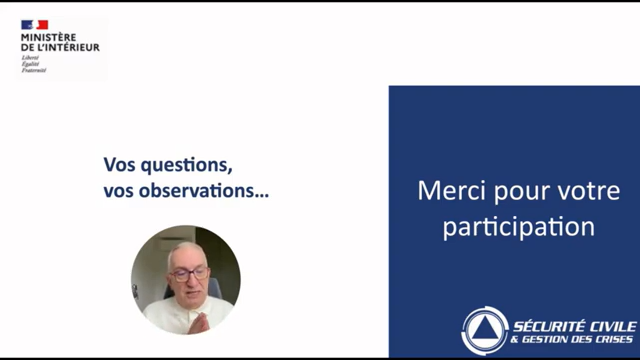 MINISTÈRE
DE L'INTÉRIEUR
Liberté
Égalité
Fraternité
Vos questions,
vos observations…
Merci pour votre
participation
SÉCURITÉ CIVILE
& GESTION DES CRISES